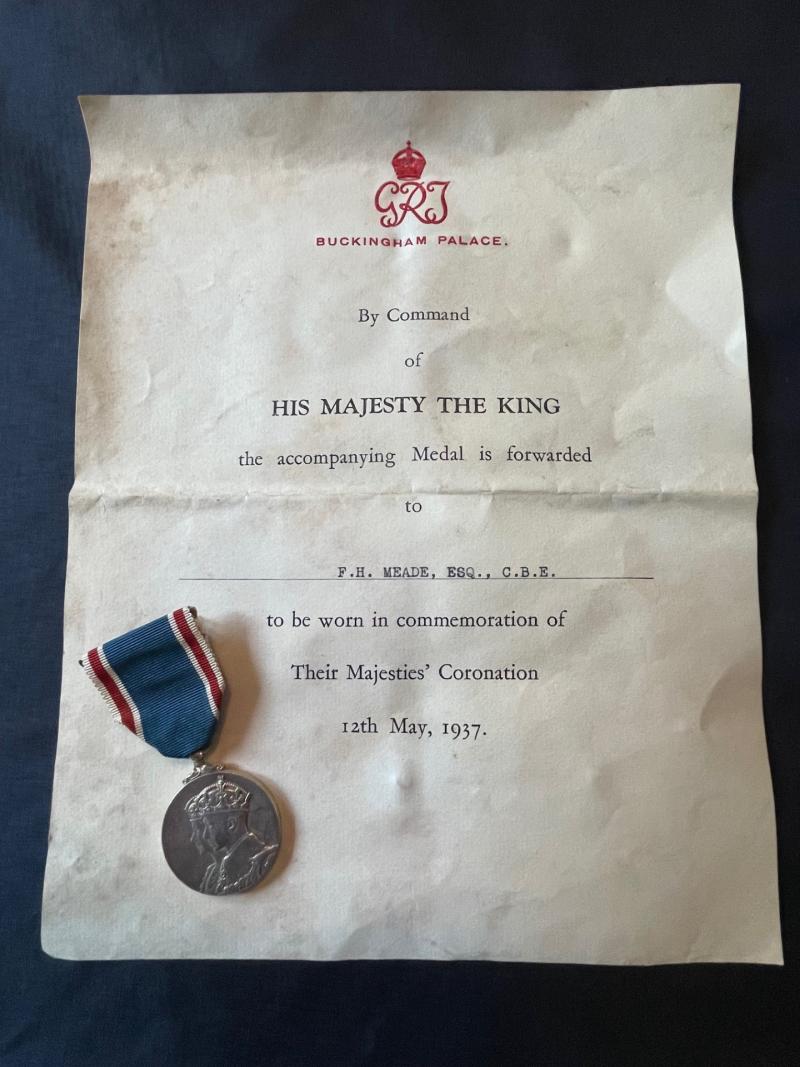 GRI
BUCKINGHAM PALACE.
By Command
of
HIS MAJESTY THE KING
the accompanying Medal is forwarded
to
F.H. MEADE, ESQ., C.B.E.
to be worn in commemoration of
Their Majesties' Coronation
12th May, 1937.